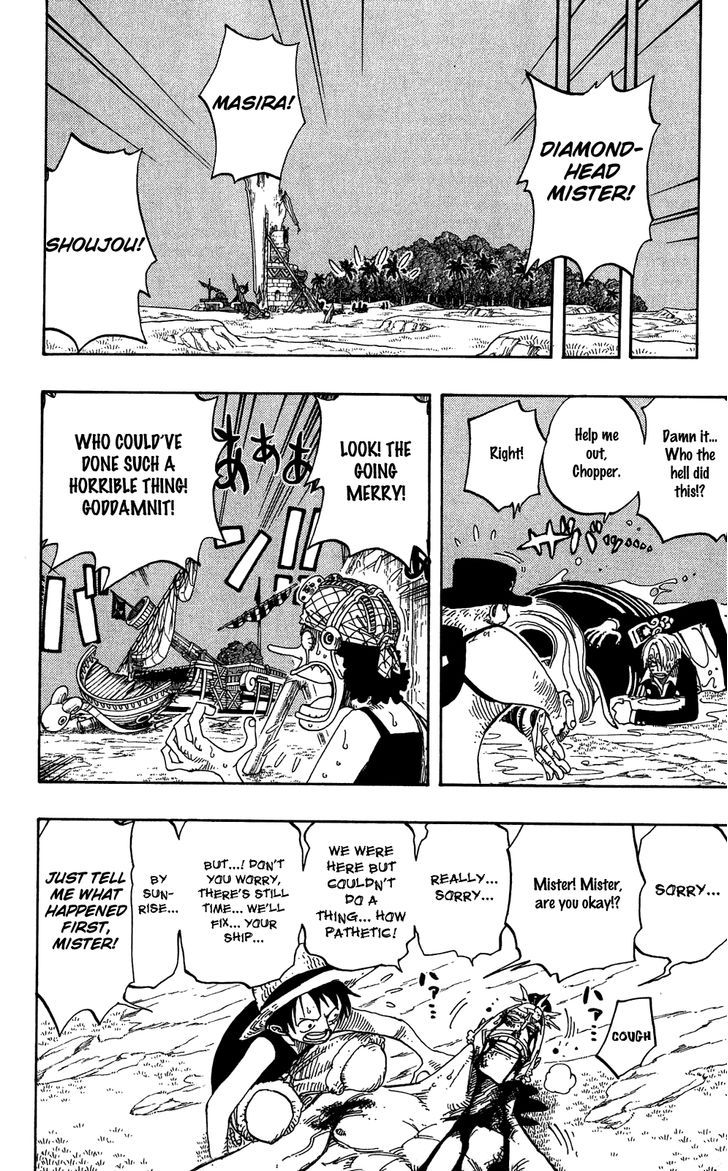 DIAMOND-
HEAD
MISTER!
MASIRA!
SHOUJOU!
Damn it...
Who the
hell did
this!?
Help me
out,
Chopper.
Right!
LOOK! THE
GOING
MERRY!
WHO COULD'VE
DONE SUCH A
HORRIBLE THING!
GODDAMNIT!
ああぁ
SORRY...
Mister! Mister,
are you okay!?
REALLY...
SORRY...
WE WERE
HERE BUT
COULDN'T
DO A
THING... HOW
PATHETIC!
BUT...! DON'T
YOU WORRY,
THERE'S STILL
TIME... WE'LL
FIX... YOUR
SHIP...
BY
SUN-
RISE...
JUST TELL
ME WHAT
HAPPENED
FIRST,
MISTER!
COUGH